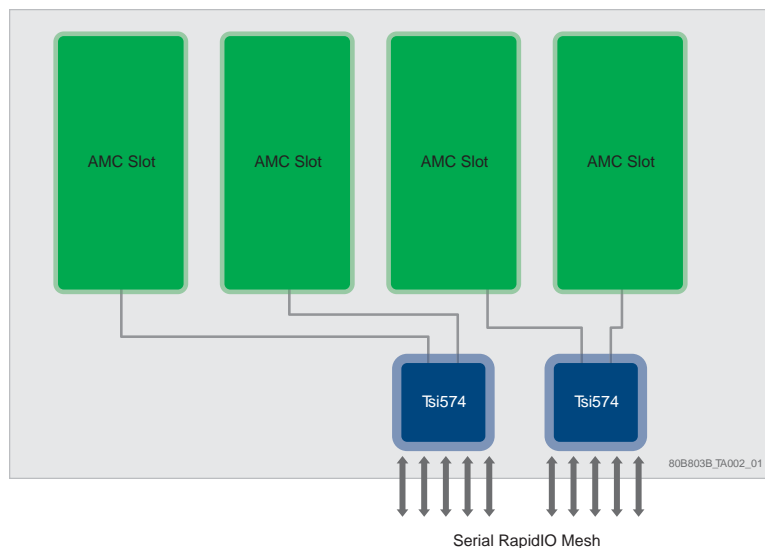 AMC Slot
AMC Slot
AMC Slot
AMC Slot
Tsi574
Tsi574
80B803B_TA002_01
Serial RapidIO Mesh